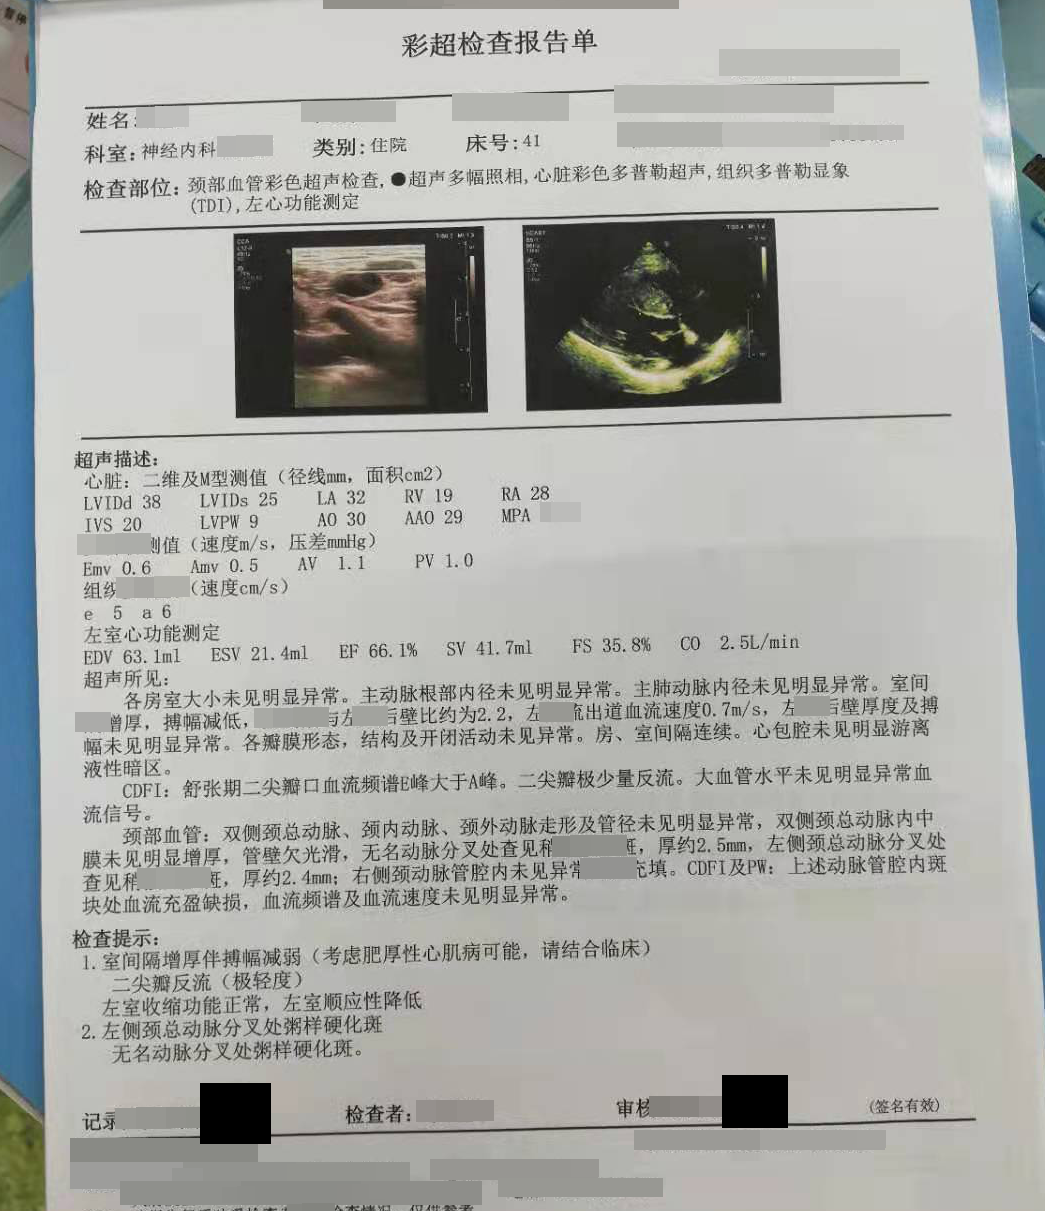 暂停
彩超检查报告单
姓名:
科室: 神经内科 类别: 住院 床号: 41
检查部位: 颈部血管彩色超声检查, ●超声多幅照相, 心脏彩色多普勒超声, 组织多普勒显象
(TDI), 左心功能测定
超声描述:
心脏: 二维及M型测值（径线mm, 面积cm2）
LVIDd 38 LVIDs 25 LA 32 RV 19 RA 28
IVS 20 LVPW 9 AO 30 AAO 29 MPA
测值（速度m/s, 压差mmHg）
Emv 0.6 Amv 0.5 AV 1.1 PV 1.0
组织（速度cm/s）
e 5 a 6
左室心功能测定
EDV 63.1ml ESV 21.4ml EF 66.1% SV 41.7ml FS 35.8% CO 2.5L/min
超声所见:
各房室大小未见明显异常。主动脉根部内径未见明显异常。主肺动脉内径未见明显异常。室间
增厚, 搏幅减低, 与左后壁比约为2.2, 左流出道血流速度0.7m/s, 左后壁厚度及搏
幅未见明显异常。各瓣膜形态, 结构及开闭活动未见异常。房、室间隔连续。心包腔未见明显游离
液性暗区。
CDFI: 舒张期二尖瓣口血流频谱E峰大于A峰。二尖瓣极少量反流。大血管水平未见明显异常血
流信号。
颈部血管: 双侧颈总动脉、颈内动脉、颈外动脉走形及管径未见明显异常, 双侧颈总动脉内中
膜未见明显增厚, 管壁欠光滑, 无名动脉分叉处查见稍斑, 厚约2.5mm, 左侧颈总动脉分叉处
查见稍斑, 厚约2.4mm; 右侧颈动脉管腔内未见异常充填。CDFI及PW: 上述动脉管腔内斑
块处血流充盈缺损, 血流频谱及血流速度未见明显异常。
检查提示:
1. 室间隔增厚伴搏幅减弱（考虑肥厚性心肌病可能, 请结合临床）
二尖瓣反流（极轻度）
左室收缩功能正常, 左室顺应性降低
2. 左侧颈总动脉分叉处粥样硬化斑
无名动脉分叉处粥样硬化斑。
记录 检查者: 审核 (签名有效)